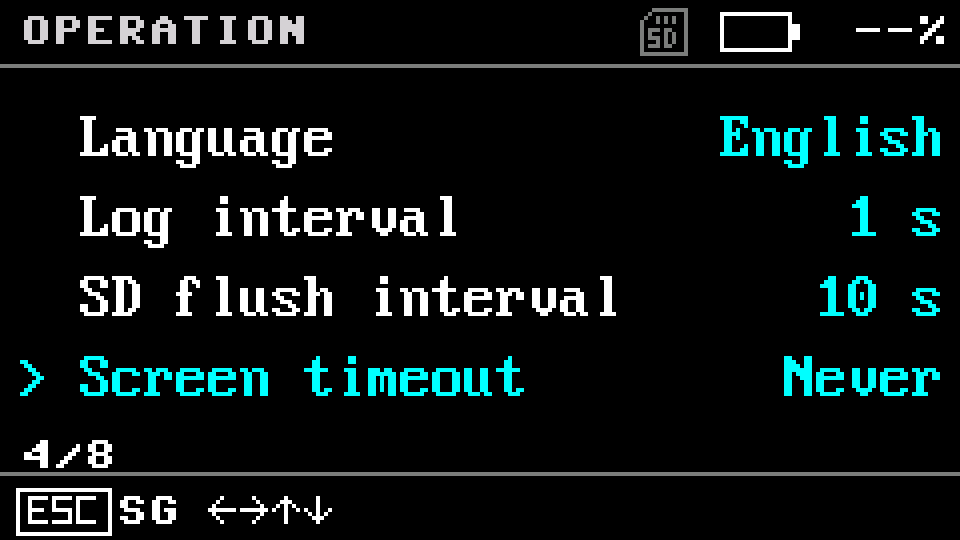 OPERATION SD --%
Language English
Log interval 1 s
SD flush interval 10 s
> Screen timeout Never
4/8
ESC SG ←→↑↓